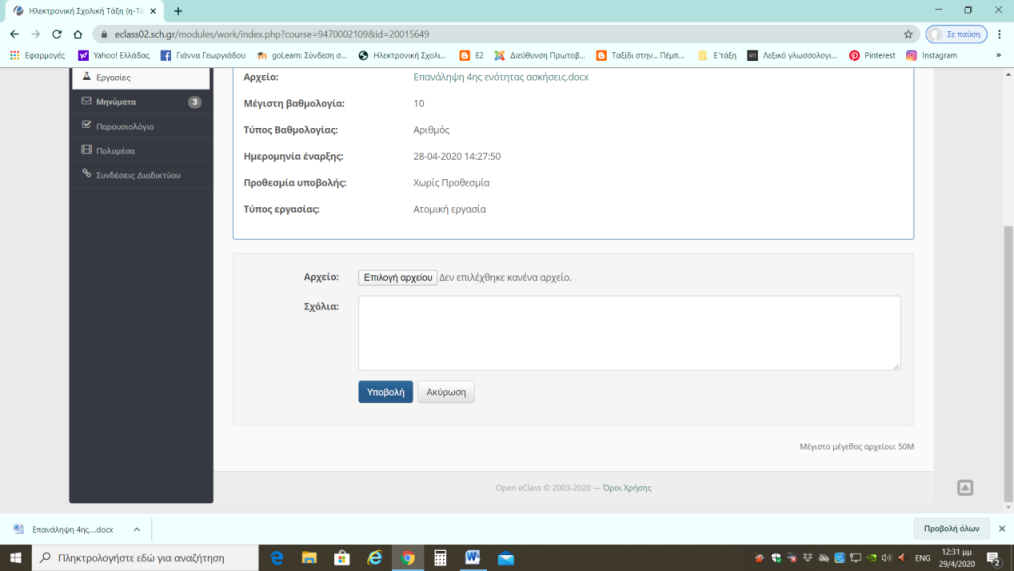 Ηλεκτρονική Σχολική Τάξη (η-Τά
eclass02.sch.gr/modules/work/index.php?course=9470002109&id=20015649
Σε παύση
Εφαρμογές Yahoo! Ελλάδας Γιάννα Γεωργιάδου goLearn: Σύνδεση σ... Ηλεκτρονική Σχολι... E2 Διεύθυνση Πρωτοβ... Ταξίδι στην... Πέμπ... Ε'τάξη Λεξικό γλωσσολογι... Pinterest Instagram »
Εργασίες
Μηνύματα 3
Παρουσιολόγιο
Πολυμέσα
Συνδέσεις Διαδικτύου
Αρχείο: Επανάληψη 4ης ενότητας ασκήσεις.docx
Μέγιστη βαθμολογία: 10
Τύπος Βαθμολογίας: Αριθμός
Ημερομηνία έναρξης: 28-04-2020 14:27:50
Προθεσμία υποβολής: Χωρίς Προθεσμία
Τύπος εργασίας: Ατομική εργασία
Αρχείο: Επιλογή αρχείου Δεν επιλέχθηκε κανένα αρχείο.
Σχόλια:
Υποβολή Ακύρωση
Μέγιστο μέγεθος αρχείου: 50M
Open eClass © 2003-2020 — Όροι Χρήσης
Επανάληψη 4ης....docx Προβολή όλων
Πληκτρολογήστε εδώ για αναζήτηση
ENG 12:31 μμ
29/4/2020 2